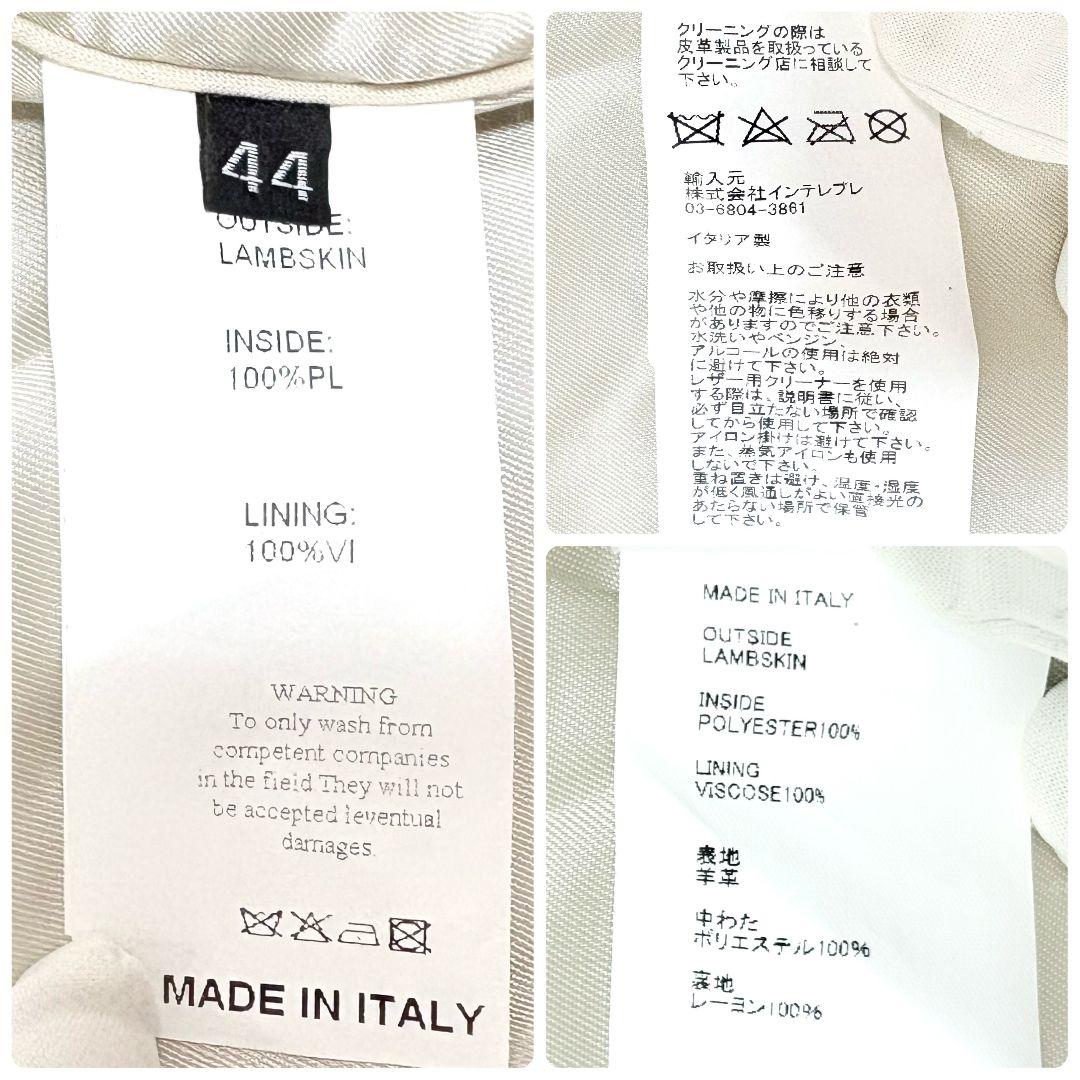 44
OUTSIDE:
LAMBSKIN
INSIDE:
100%PL
LINING:
100%VI
WARNING
To only wash from
competent companies
in the field They will not
be accepted ieventual
damages.
MADE IN ITALY
クリーニングの際は
皮革製品を取扱っている
クリーニング店に相談して
下さい。
輸入元
株式会社インテレプレ
03-6804-3861
イタリア製
お取扱い上のご注意
水分や摩擦により他の衣類
や他の物に色移りする場合
がありますのでご注意下さい。
水洗いやベンジン、
アルコールの使用は絶対
に避けて下さい。
レザー用クリーナーを使用
する際は、説明書に従い、
必ず目立たない場所で確認
してから使用して下さい。
アイロン掛けは避けて下さい。
また、蒸気アイロンも使用
しないで下さい。
重ね置きは避け、温度・湿度
が低く風通しがよい直接光の
あたらない場所で保管
して下さい。
MADE IN ITALY
OUTSIDE
LAMBSKIN
INSIDE
POLYESTER100%
LINING
VISCOSE100%
表地
羊革
中わた
ポリエステル100%
裏地
レーヨン100%